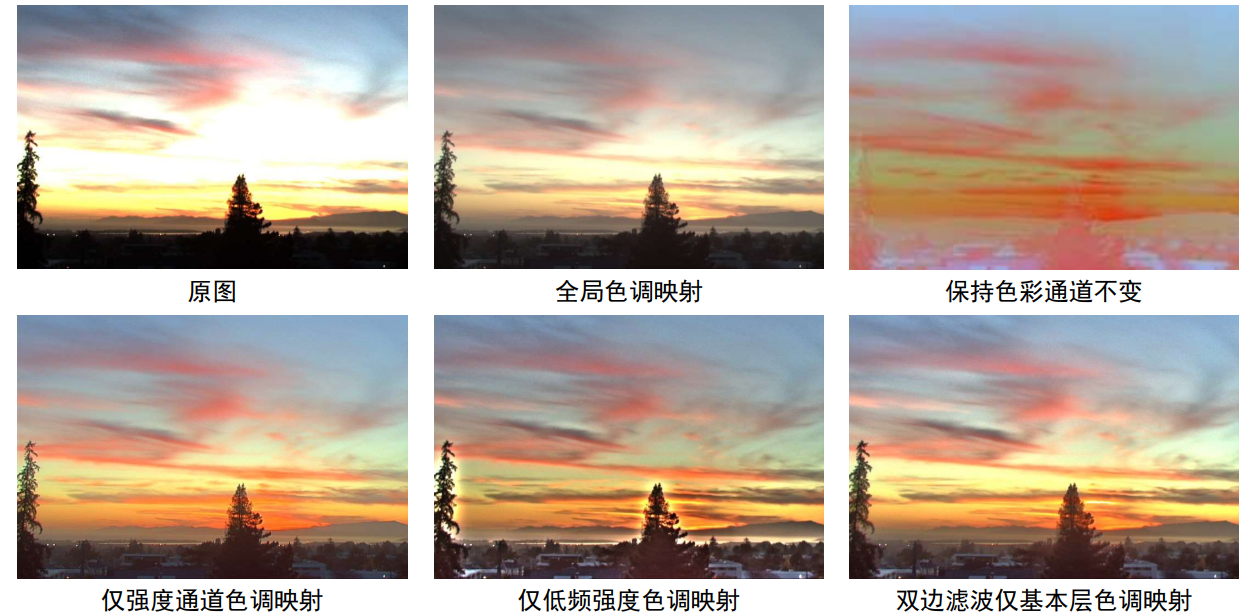 原图
全局色调映射
保持色彩通道不变
仅强度通道色调映射
仅低频强度色调映射
双边滤波仅基本层色调映射